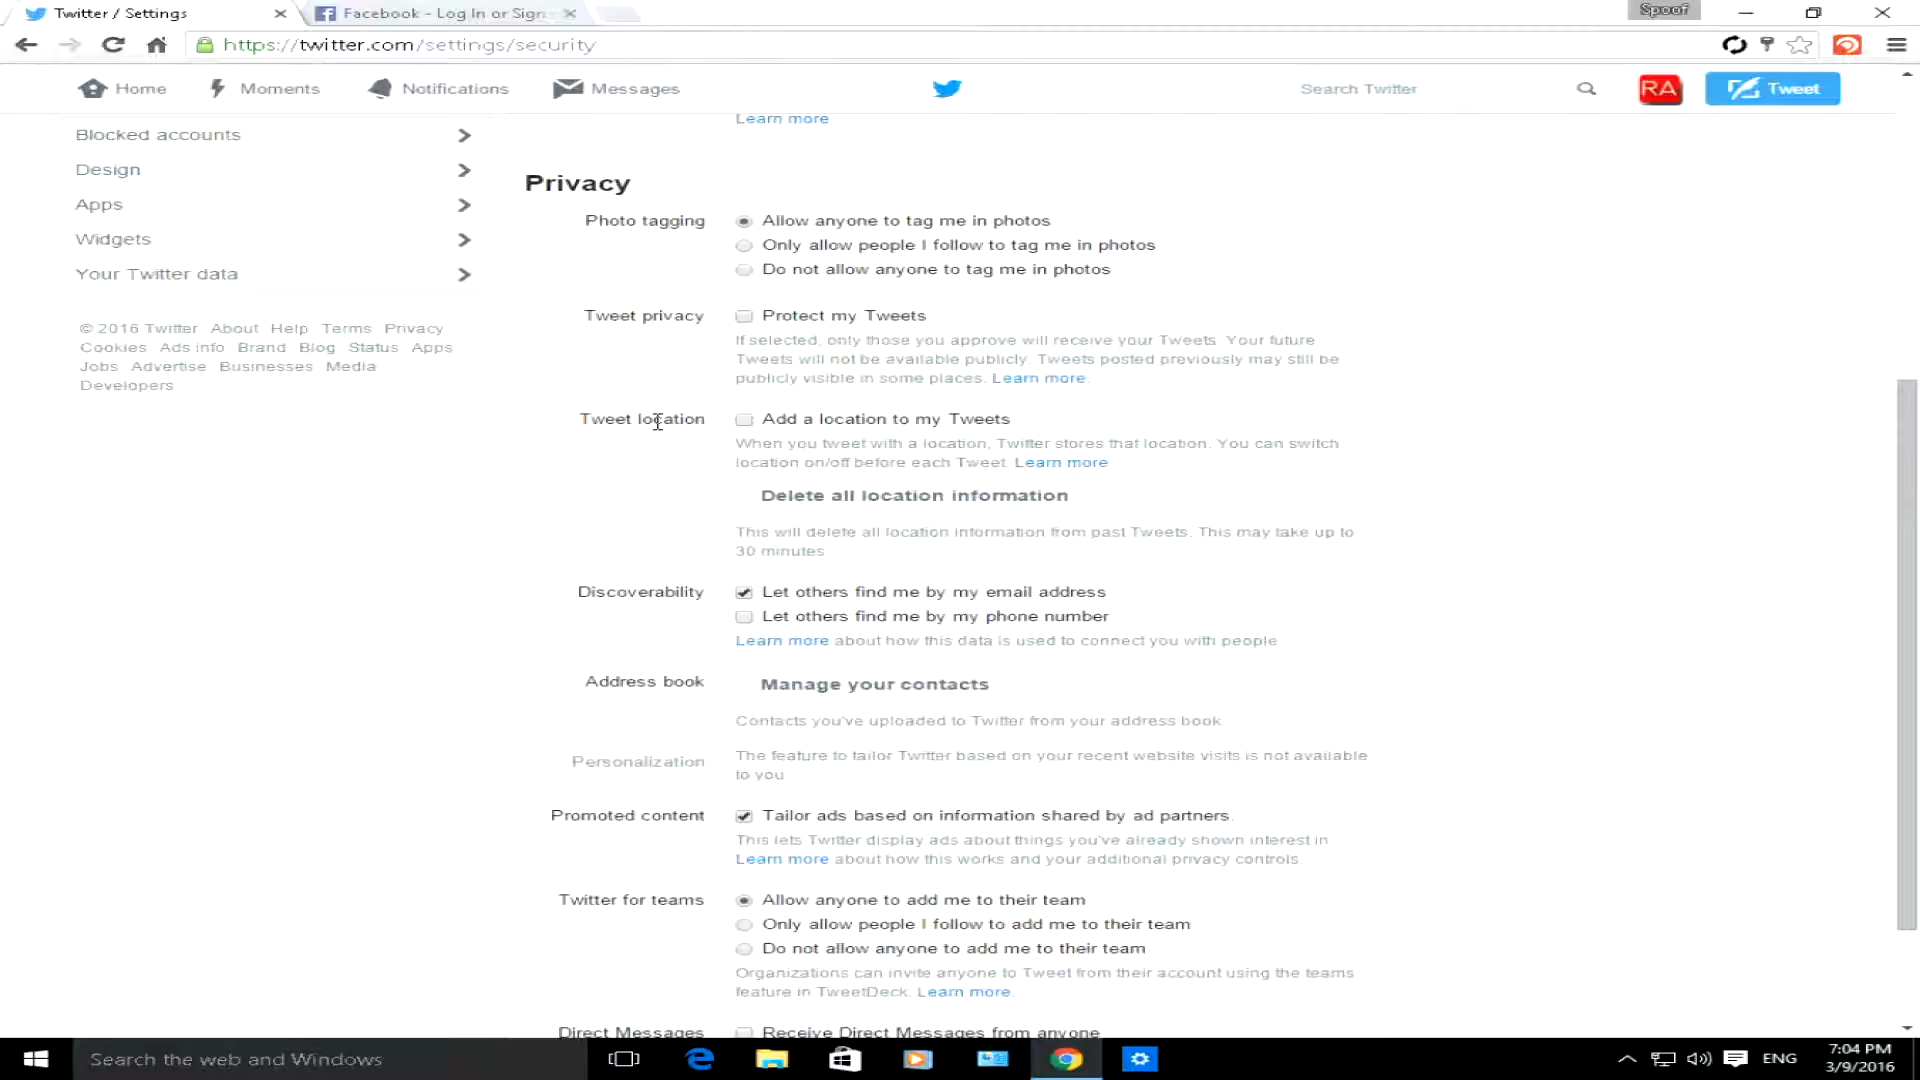 Twitter / Settings
Facebook - Log In or Sign
Spoof
https://twitter.com/settings/security
Home
Moments
Notifications
Messages
Search Twitter
RA
Tweet
Learn more
Blocked accounts
Design
Apps
Widgets
Your Twitter data
© 2016 Twitter About Help Terms Privacy
Cookies Ads info Brand Blog Status Apps
Jobs Advertise Businesses Media
Developers
Privacy
Photo tagging
Allow anyone to tag me in photos
Only allow people I follow to tag me in photos
Do not allow anyone to tag me in photos
Tweet privacy
Protect my Tweets
If selected, only those you approve will receive your Tweets. Your future
Tweets will not be available publicly. Tweets posted previously may still be
publicly visible in some places. Learn more.
Tweet location
Add a location to my Tweets
When you tweet with a location, Twitter stores that location. You can switch
location on/off before each Tweet. Learn more
Delete all location information
This will delete all location information from past Tweets. This may take up to
30 minutes
Discoverability
Let others find me by my email address
Let others find me by my phone number
Learn more about how this data is used to connect you with people
Address book
Manage your contacts
Contacts you've uploaded to Twitter from your address book.
Personalization
The feature to tailor Twitter based on your recent website visits is not available
to you
Promoted content
Tailor ads based on information shared by ad partners.
This lets Twitter display ads about things you've already shown interest in
Learn more about how this works and your additional privacy controls.
Twitter for teams
Allow anyone to add me to their team
Only allow people I follow to add me to their team
Do not allow anyone to add me to their team
Organizations can invite anyone to Tweet from their account using the teams
feature in TweetDeck. Learn more.
Direct Messages
Receive Direct Messages from anyone
Search the web and Windows
ENG
7:04 PM
3/9/2016